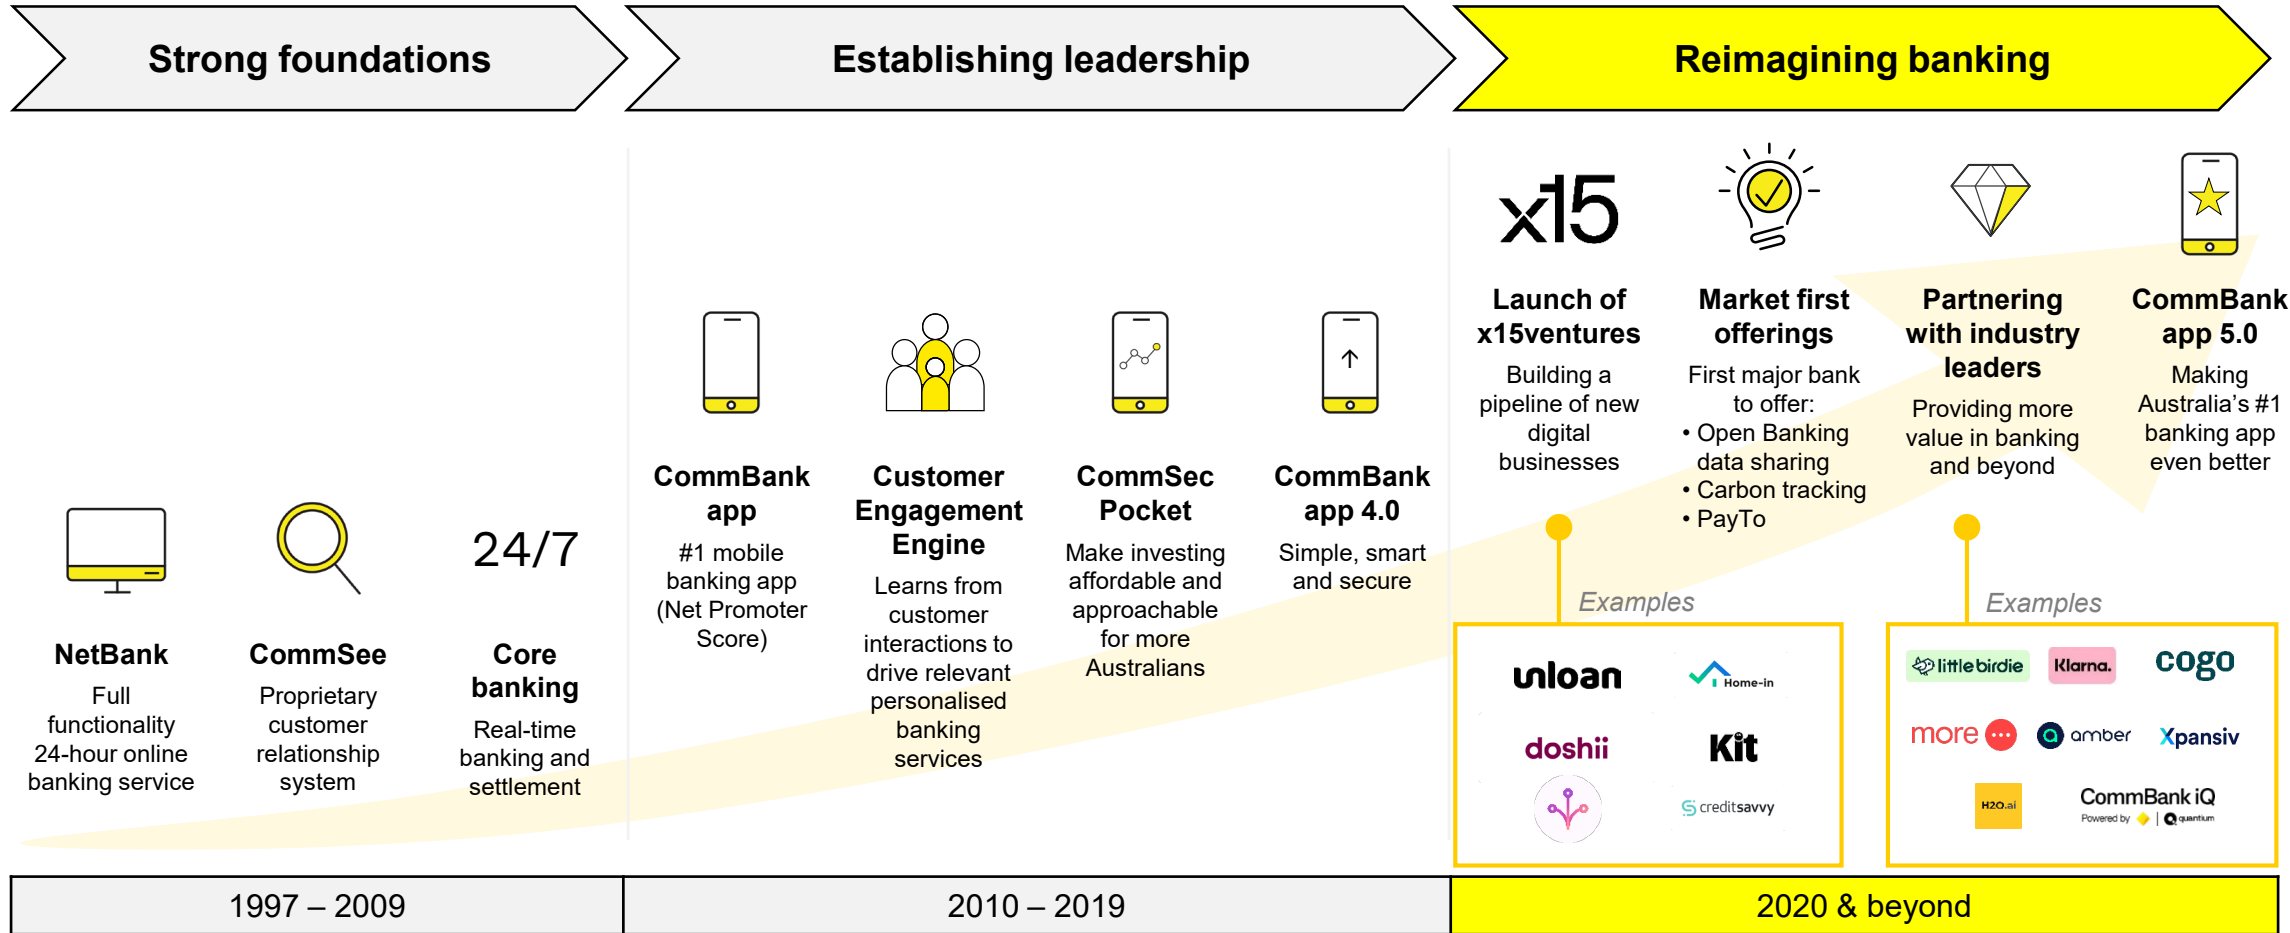 Strong foundations
Establishing leadership
Reimagining banking
NetBank
Full
functionality
24-hour online
banking service
CommSee
Proprietary
customer
relationship
system
24/7
Core
banking
Real-time
banking and
settlement
CommBank
app
#1 mobile
banking app
(Net Promoter
Score)
Customer
Engagement
Engine
Learns from
customer
interactions to
drive relevant
personalised
banking
services
CommSec
Pocket
Make investing
affordable and
approachable
for more
Australians
CommBank
app 4.0
Simple, smart
and secure
x15
Launch of
x15ventures
Building a
pipeline of new
digital
businesses
Market first
offerings
First major bank
to offer:
• Open Banking
data sharing
• Carbon tracking
• PayTo
Partnering
with industry
leaders
Providing more
value in banking
and beyond
CommBank
app 5.0
Making
Australia's #1
banking app
even better
Examples
unloan
Home-in
doshii
Kit
creditsavvy
Examples
littlebirdie
Klarna.
cogo
more
amber
Xpansiv
H2O.ai
CommBank iQ
Powered by | quantium
1997 – 2009
2010 – 2019
2020 & beyond